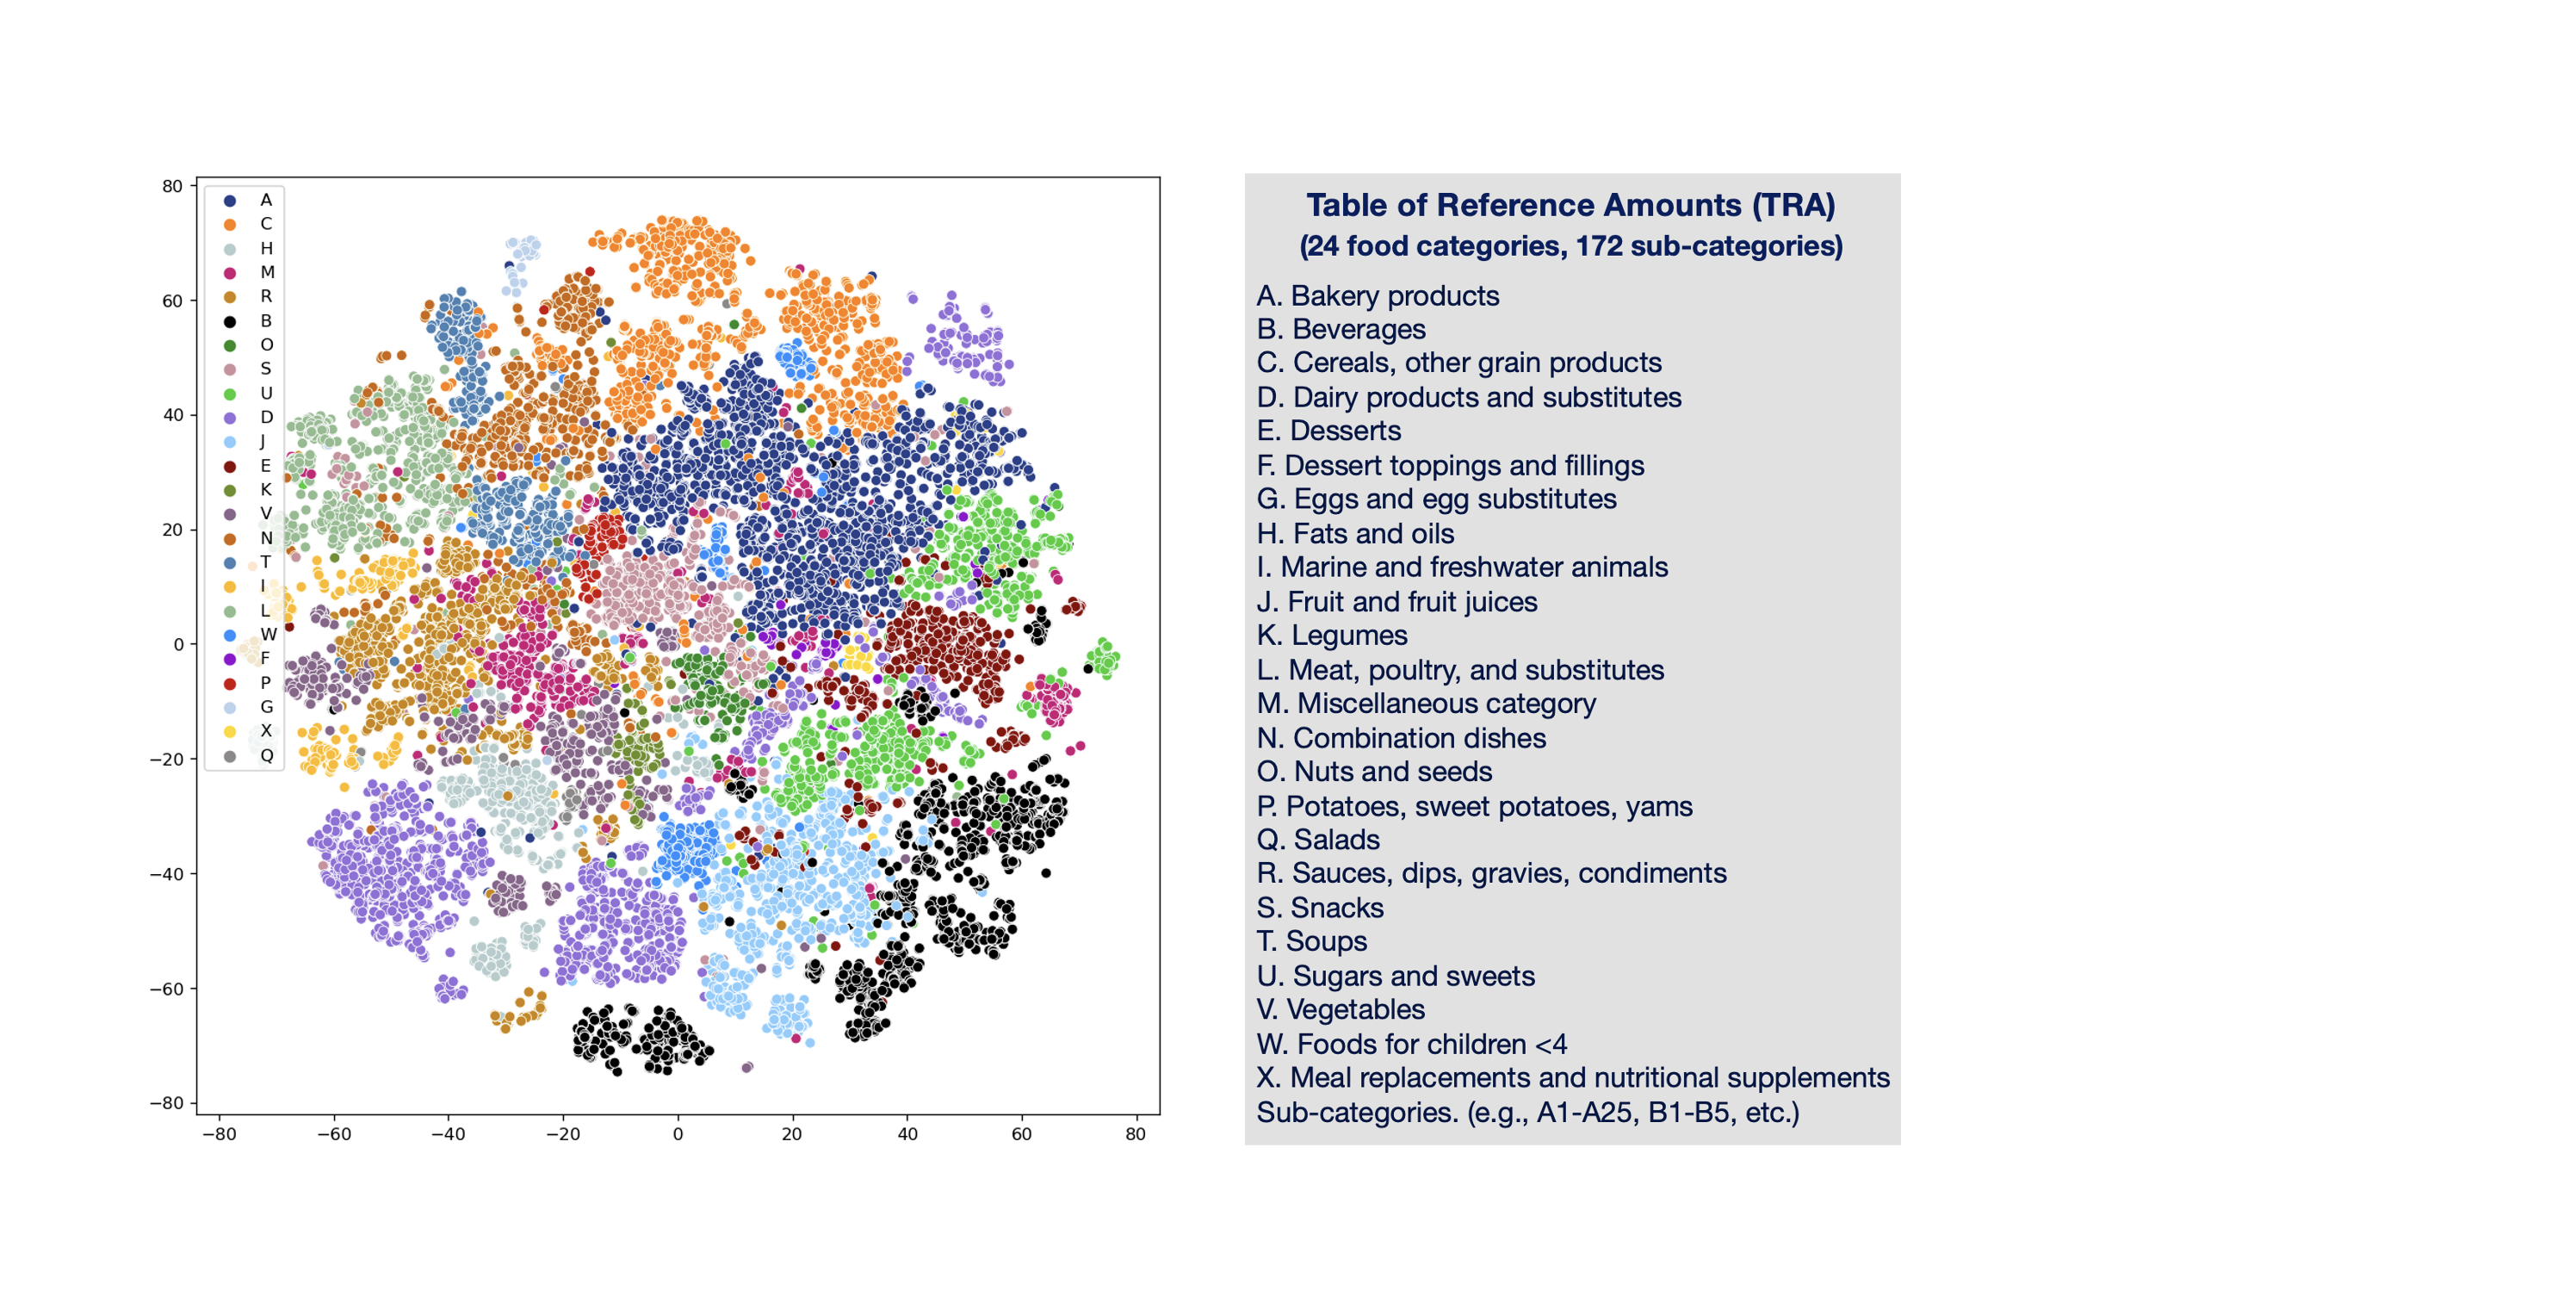 80
60
40
20
0
−20
−40
−60
−80
−80 −60 −40 −20 0 20 40 60 80
A
C
H
M
R
B
O
S
U
D
J
E
K
V
N
T
I
L
W
F
P
G
X
Q
Table of Reference Amounts (TRA)
(24 food categories, 172 sub-categories)
A. Bakery products
B. Beverages
C. Cereals, other grain products
D. Dairy products and substitutes
E. Desserts
F. Dessert toppings and fillings
G. Eggs and egg substitutes
H. Fats and oils
I. Marine and freshwater animals
J. Fruit and fruit juices
K. Legumes
L. Meat, poultry, and substitutes
M. Miscellaneous category
N. Combination dishes
O. Nuts and seeds
P. Potatoes, sweet potatoes, yams
Q. Salads
R. Sauces, dips, gravies, condiments
S. Snacks
T. Soups
U. Sugars and sweets
V. Vegetables
W. Foods for children <4
X. Meal replacements and nutritional supplements
Sub-categories. (e.g., A1-A25, B1-B5, etc.)